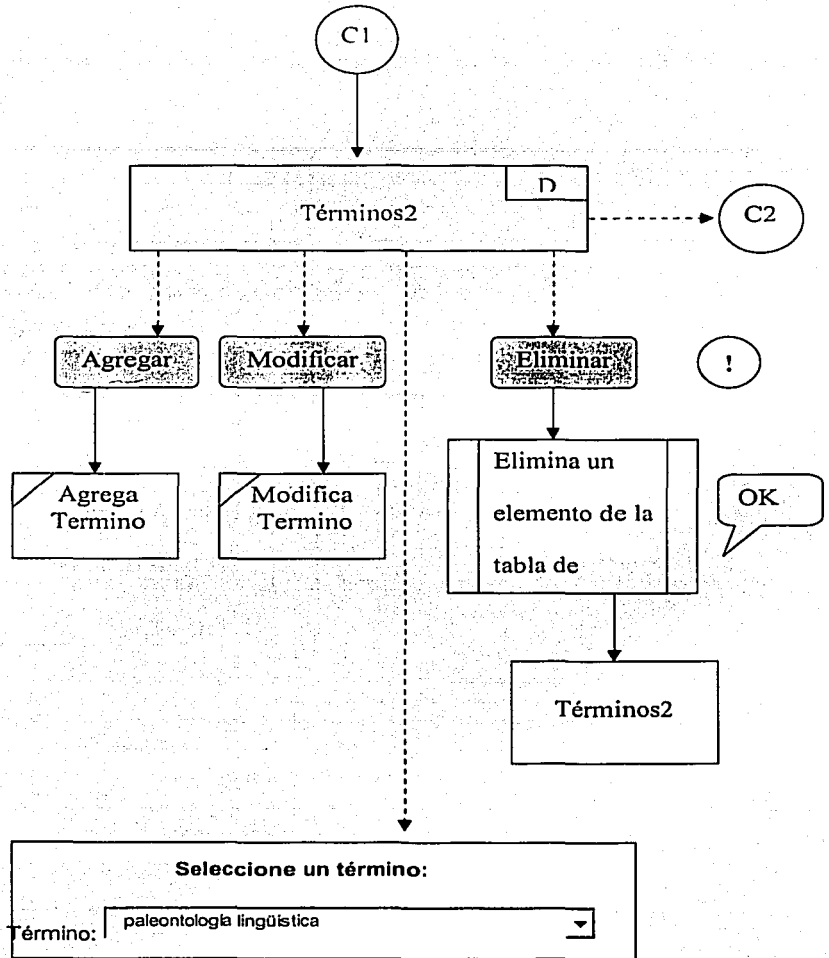 C1
D
Términos2
C2
Agregar
Modificar
Eliminar
!
Agrega
Termino
Modifica
Termino
Elimina un
elemento de la
tabla de
OK
Términos2
Seleccione un término:
Término:
paleontología lingüistica